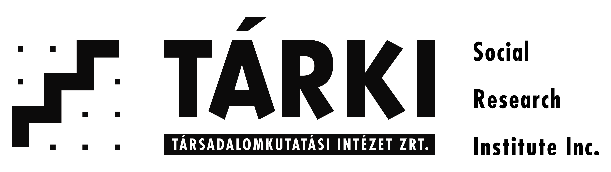 TÁRKI
TÁRSADALOMKUTATÁSI INTÉZET ZRT.
Social
Research
Institute Inc.